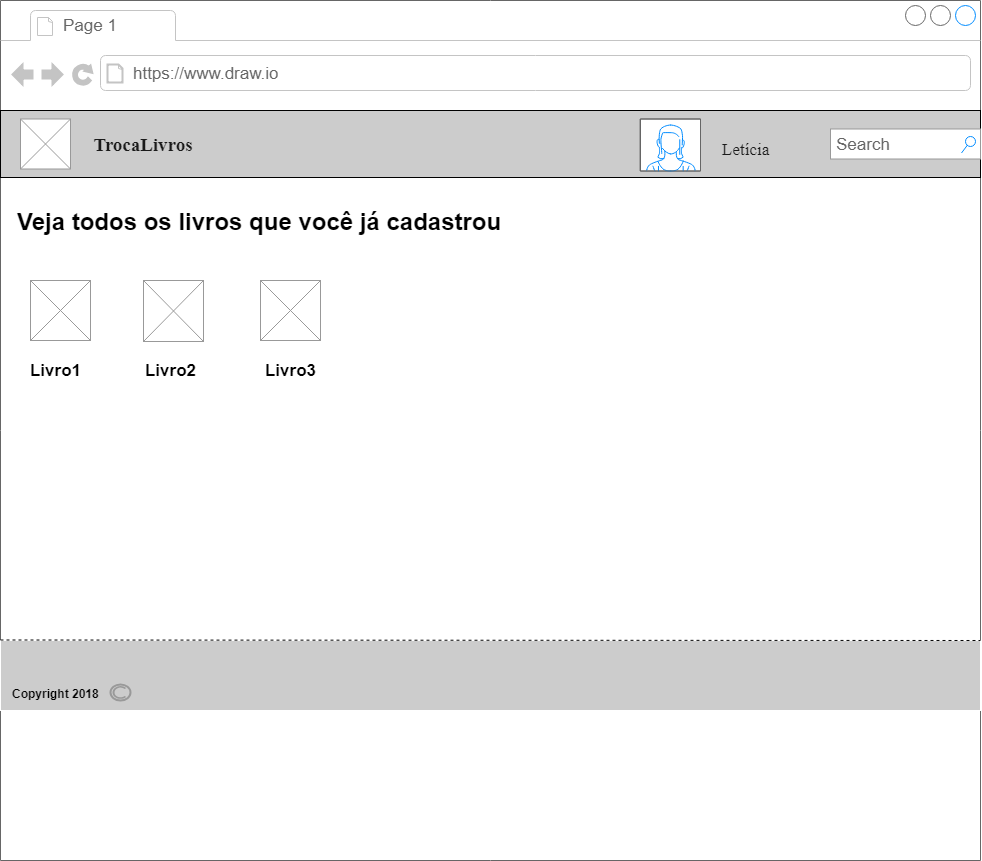 Page 1
https://www.draw.io
TrocaLivros
Letícia
Search
Veja todos os livros que você já cadastrou
Livro1
Livro2
Livro3
Copyright 2018 ©